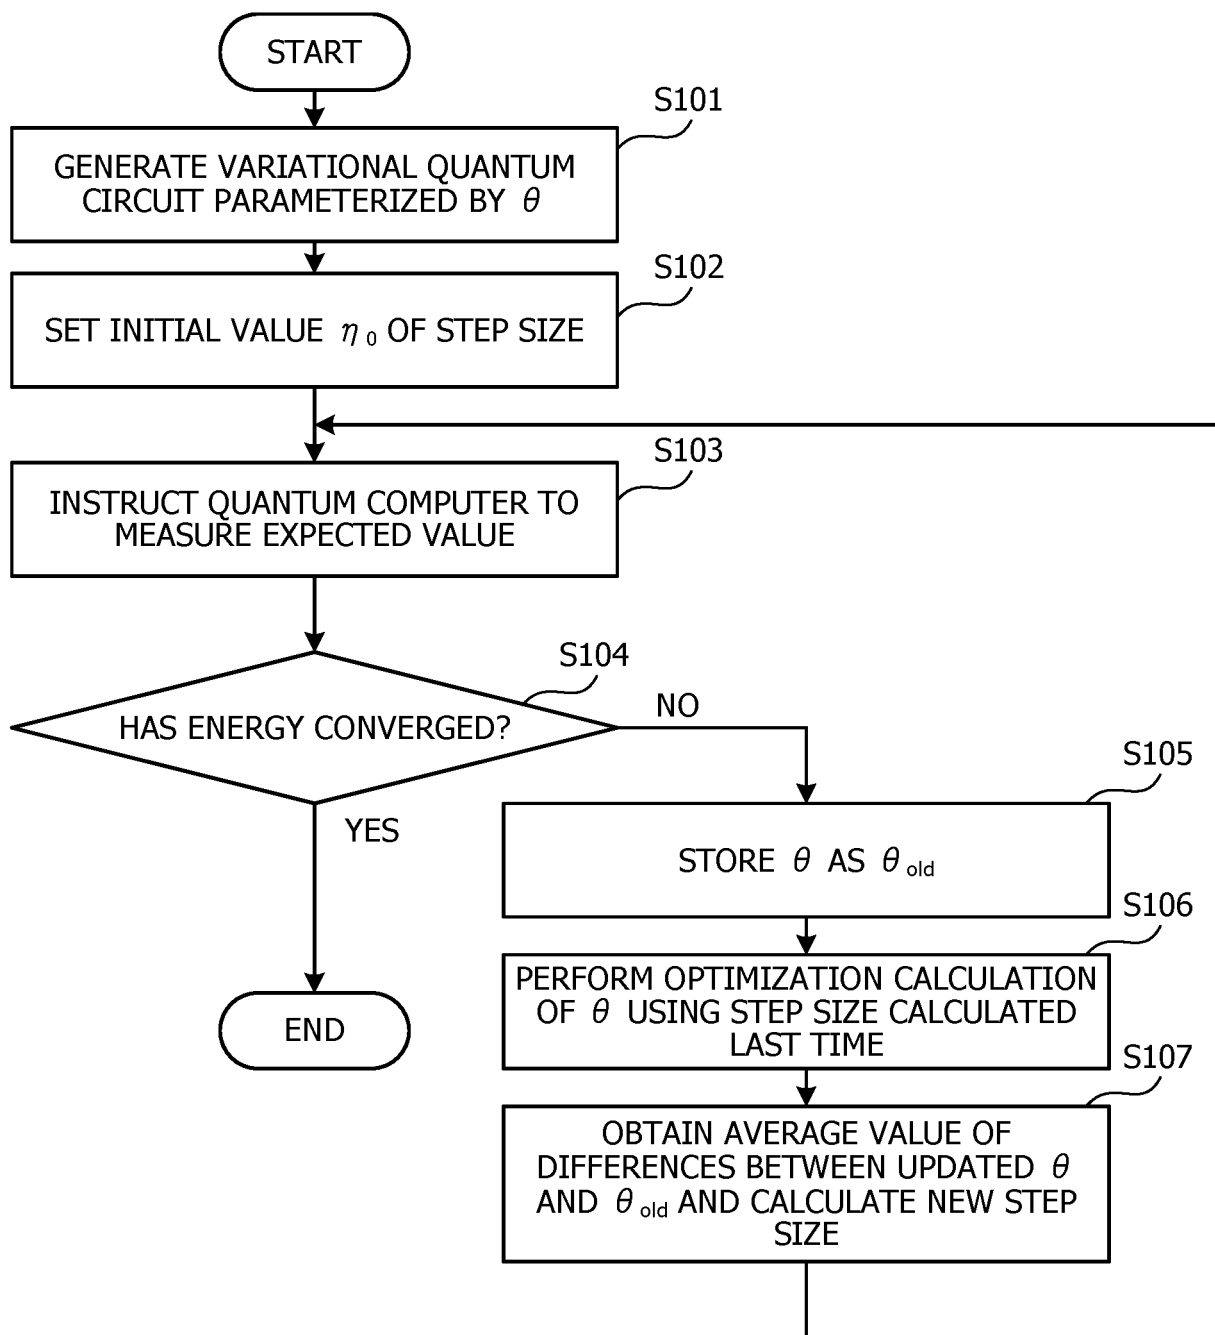 START
S101
GENERATE VARIATIONAL QUANTUM
CIRCUIT PARAMETERIZED BY θ
S102
SET INITIAL VALUE η₀ OF STEP SIZE
S103
INSTRUCT QUANTUM COMPUTER TO
MEASURE EXPECTED VALUE
S104
HAS ENERGY CONVERGED?
NO
YES
S105
STORE θ AS θ old
S106
PERFORM OPTIMIZATION CALCULATION
OF θ USING STEP SIZE CALCULATED
LAST TIME
END
S107
OBTAIN AVERAGE VALUE OF
DIFFERENCES BETWEEN UPDATED θ
AND θ old AND CALCULATE NEW STEP
SIZE